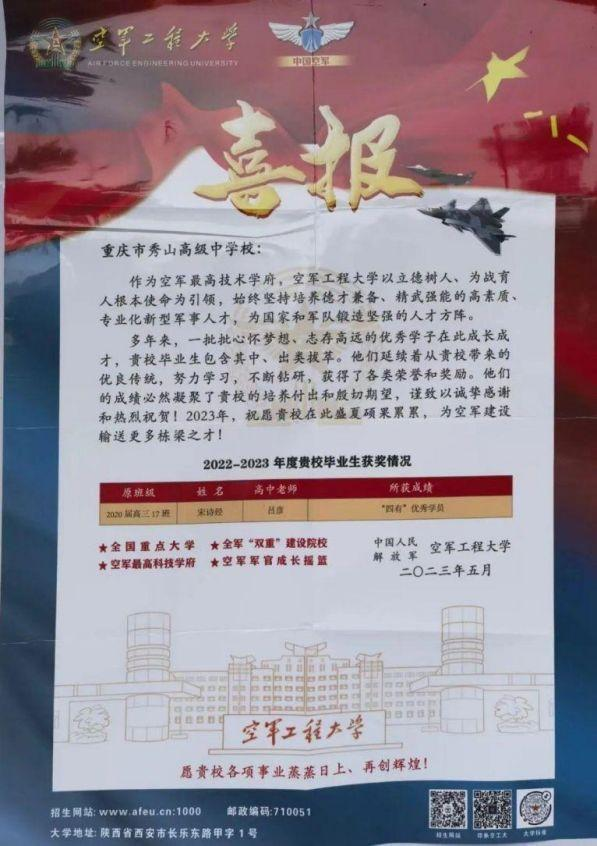 空军工程大学
AIR FORCE ENGINEERING UNIVERSITY
中国空军
喜报
重庆市秀山高级中学校：
作为空军最高技术学府，空军工程大学以立德树人、为战育
人根本使命为引领，始终坚持培养德才兼备、精武强能的高素质、
专业化新型军事人才，为国家和军队锻造坚强的人才方阵。
多年来，一批批心怀梦想、志存高远的优秀学子在此成长成
才，贵校毕业生包含其中、出类拔萃。他们延续着从贵校带来的
优良传统，努力学习，不断钻研，获得了各类荣誉和奖励。他们
的成绩必然凝聚了贵校的培养付出和殷切期望，谨致以诚挚感谢
和热烈祝贺！2023年，祝愿贵校在此盛夏硕果累累，为空军建设
输送更多栋梁之才！
2022-2023 年度贵校毕业生获奖情况
原班级 姓名 高中老师 所获成绩
2020届高三17班 宋诗经 吕彦 “四有”优秀学员
★全国重点大学 ★全军“双重”建设院校
★空军最高科技学府 ★空军军官成长摇篮
中国人民解放军 空军工程大学
二〇二三年五月
空军工程大学
愿贵校各项事业蒸蒸日上、再创辉煌！
招生网站: www.afeu.cn:1000 邮政编码:710051
大学地址: 陕西省西安市长乐东路甲字1号
招生网站 大学抖音